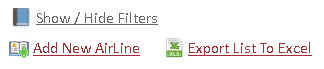 Show / Hide Filters
Add New AirLine Export List To Excel